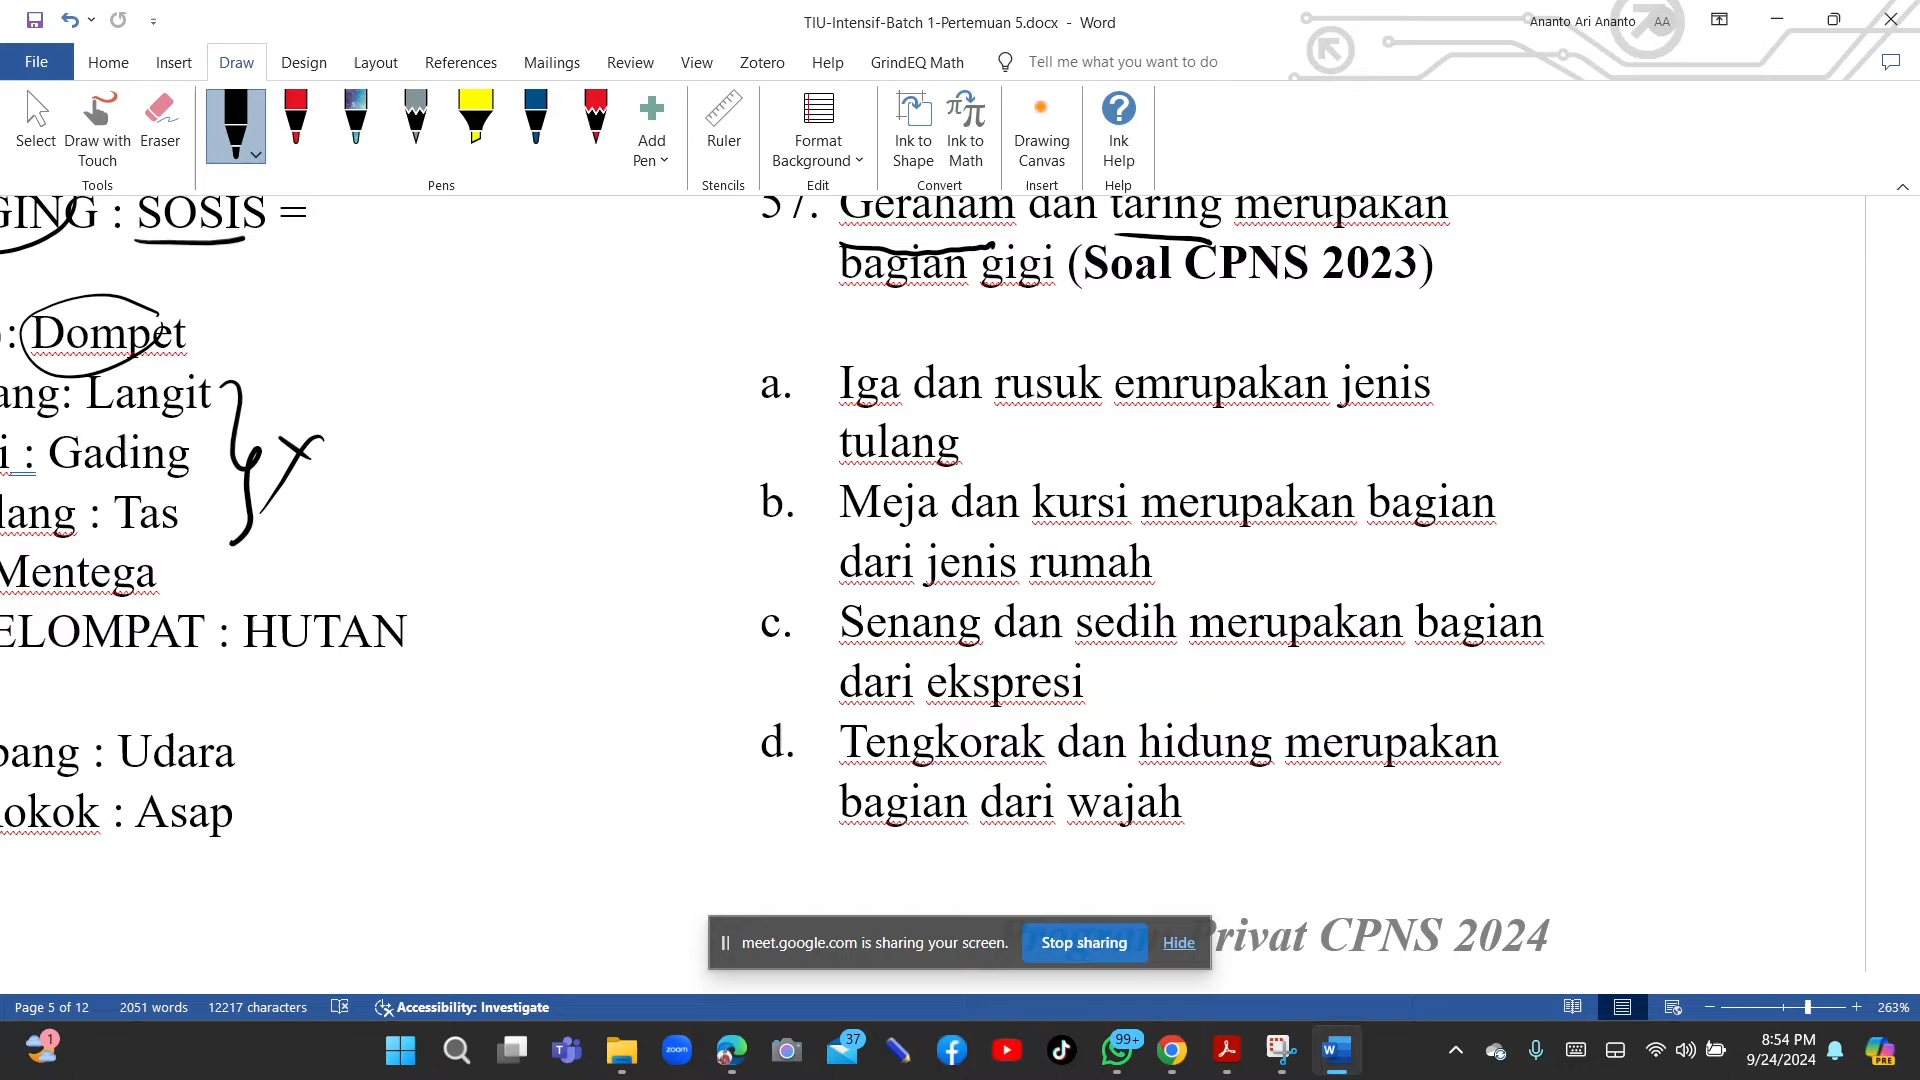 TIU-Intensif-Batch 1-Pertemuan 5.docx - Word
Ananto Ari Ananto
AA
File
Home
Insert
Draw
Design
Layout
References
Mailings
Review
View
Zotero
Help
GrindEQ Math
Tell me what you want to do
Select
Draw with
Touch
Eraser
Add
Pen
Ruler
Format
Background
Ink to
Shape
Ink to
Math
Drawing
Canvas
Ink
Help
Tools
Pens
Stencils
Edit
Convert
Insert
Help
GING : SOSIS =
: Dompet
ang: Langit
i : Gading
lang : Tas
Mentega
ELOMPAT : HUTAN
bang : Udara
okok : Asap
57. Geraham dan taring merupakan
bagian gigi (Soal CPNS 2023)
a. Iga dan rusuk emrupakan jenis
tulang
b. Meja dan kursi merupakan bagian
dari jenis rumah
c. Senang dan sedih merupakan bagian
dari ekspresi
d. Tengkorak dan hidung merupakan
bagian dari wajah
Privat CPNS 2024
meet.google.com is sharing your screen.
Stop sharing
Hide
Page 5 of 12
2051 words
12217 characters
Accessibility: Investigate
263%
1
zoom
37
99+
8:54 PM
9/24/2024
PRE